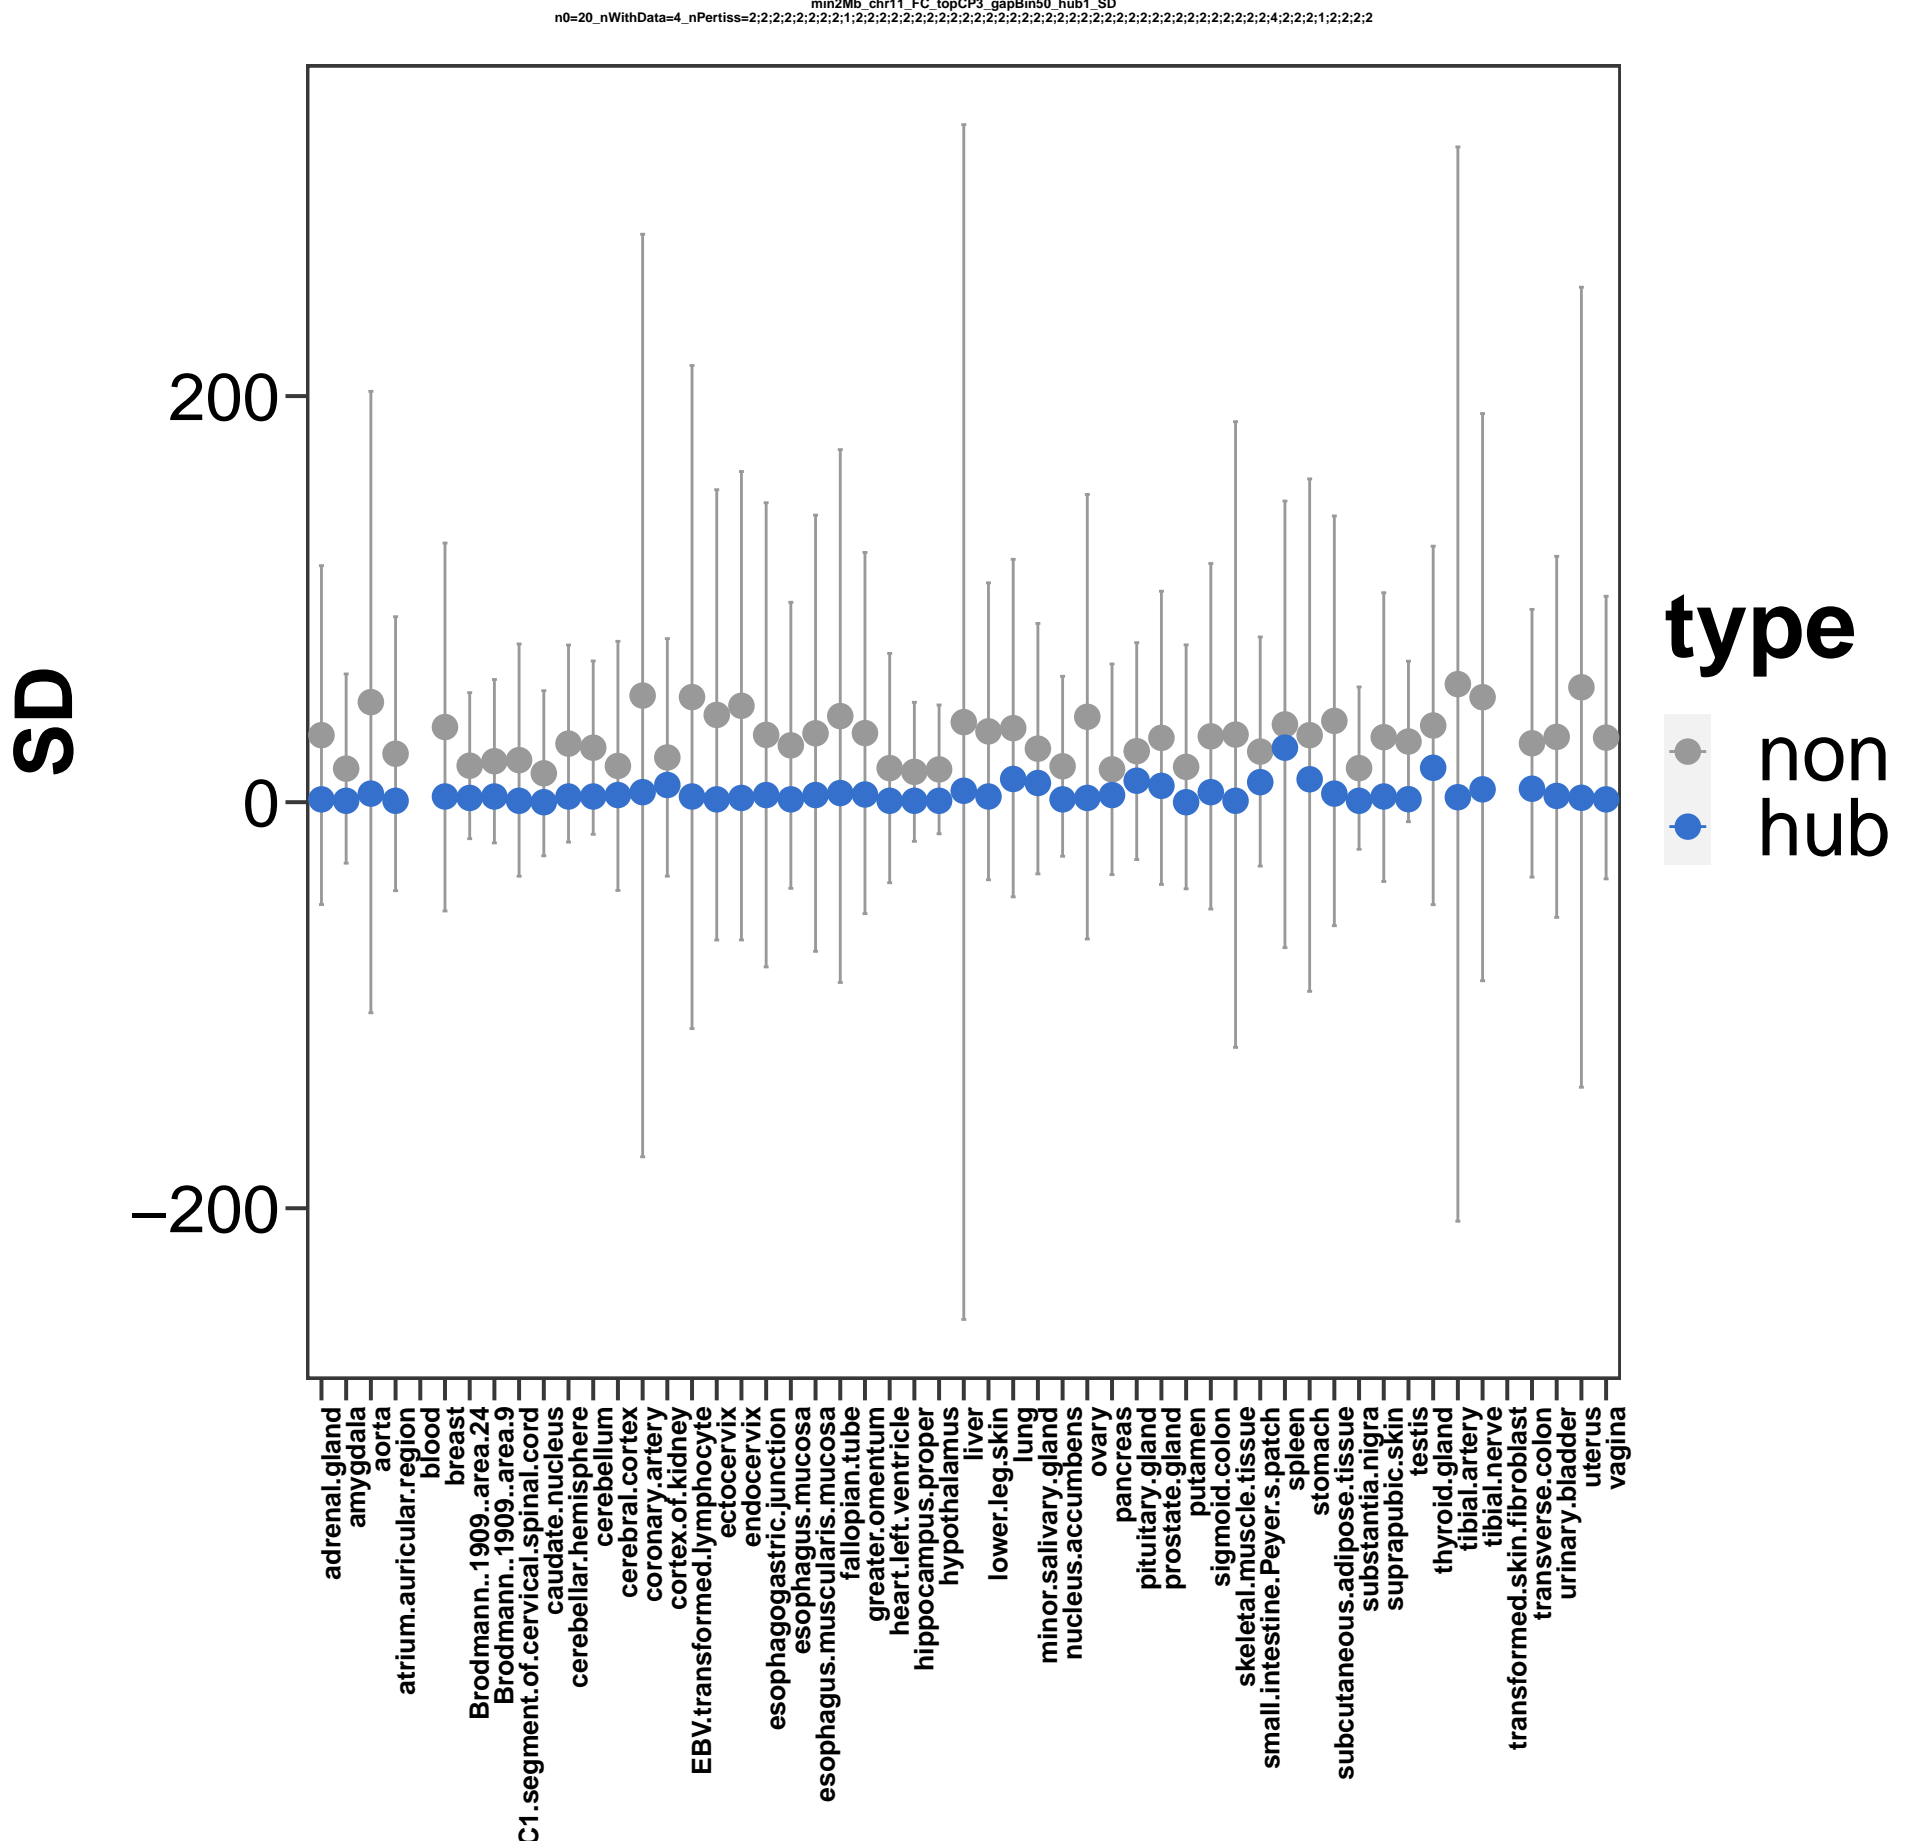 min2Mb_chr11_FC_topCP3_gapBin50_hub1_SD
n0=20_nWithData=4_nPertiss=2;2;2;2;2;2;2;2;1;2;2;2;2;2;2;2;2;2;2;2;2;2;2;2;2;2;2;2;2;2;2;2;2;2;2;2;2;2;2;2;2;2;2;2;4;2;2;2;1;2;2;2;2
SD
200
0
−200
adrenal.gland
amygdala
aorta
atrium.auricular.region
blood
breast
Brodmann..1909..area.24
Brodmann..1909..area.9
C1.segment.of.cervical.spinal.cord
caudate.nucleus
cerebellar.hemisphere
cerebellum
cerebral.cortex
coronary.artery
cortex.of.kidney
EBV.transformed.lymphocyte
ectocervix
endocervix
esophagogastric.junction
esophagus.mucosa
esophagus.muscularis.mucosa
fallopian.tube
greater.omentum
heart.left.ventricle
hippocampus.proper
hypothalamus
liver
lower.leg.skin
lung
minor.salivary.gland
nucleus.accumbens
ovary
pancreas
pituitary.gland
prostate.gland
putamen
sigmoid.colon
skeletal.muscle.tissue
small.intestine.Peyer.s.patch
spleen
stomach
subcutaneous.adipose.tissue
substantia.nigra
suprapubic.skin
testis
thyroid.gland
tibial.artery
tibial.nerve
transformed.skin.fibroblast
transverse.colon
urinary.bladder
uterus
vagina
type
non
hub